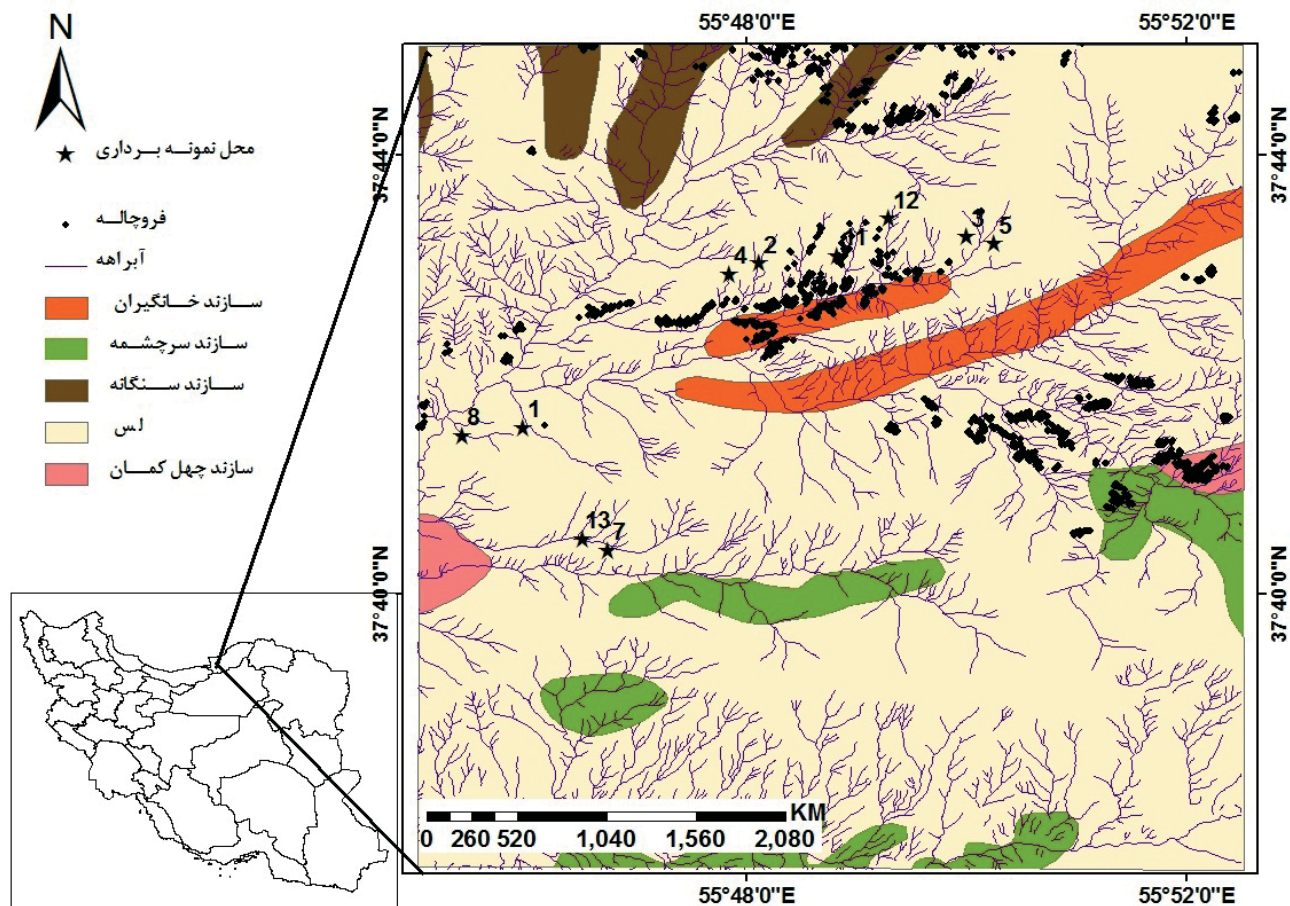 N
محل نمونه برداری
فروچاله
آبراهه
سازند خانگیران
سازند سرچشمه
سازند سنگانه
لس
سازند چهل کمان
55°48'0"E
55°52'0"E
37°44'0"N
37°44'0"N
12
3
5
11
2
4
1
8
13
7
37°40'0"N
37°40'0"N
KM
0 260 520 1,040 1,560 2,080
55°48'0"E
55°52'0"E